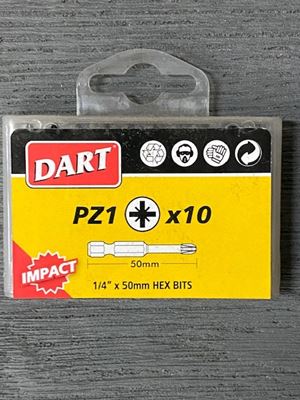 DART
PZ1 x10
50mm
IMPACT
1/4" x 50mm HEX BITS